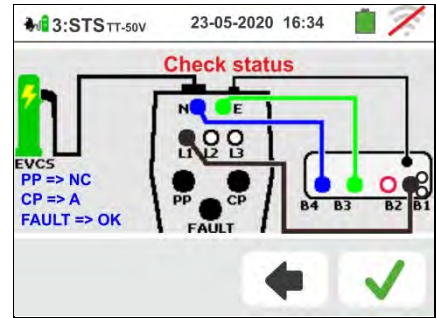 3:STS TT-50V 23-05-2020 16:34
Check status
N E
L1 L2 L3
EVCS
PP => NC
CP => A
FAULT => OK
PP CP
FAULT
B4 B3 B2 B1